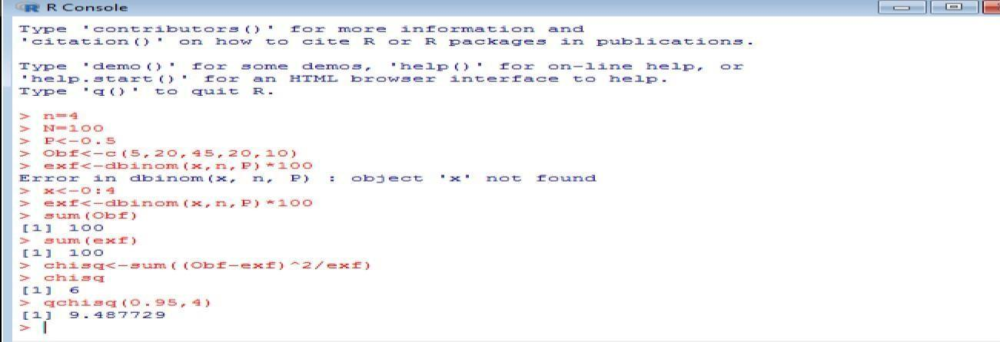 R Console
Type 'contributors()' for more information and
'citation()' on how to cite R or R packages in publications.
Type 'demo()' for some demos, 'help()' for on-line help, or
'help.start()' for an HTML browser interface to help.
Type 'q()' to quit R.
> n=4
> N=100
> P<-0.5
> Obf<-c(5,20,45,20,10)
> exf<-dbinom(x,n,P)*100
Error in dbinom(x, n, P) : object 'x' not found
> x<-0:4
> exf<-dbinom(x,n,P)*100
> sum(Obf)
[1] 100
> sum(exf)
[1] 100
> chisq<-sum((Obf-exf)^2/exf)
> chisq
[1] 6
> qchisq(0.95,4)
[1] 9.487729
>